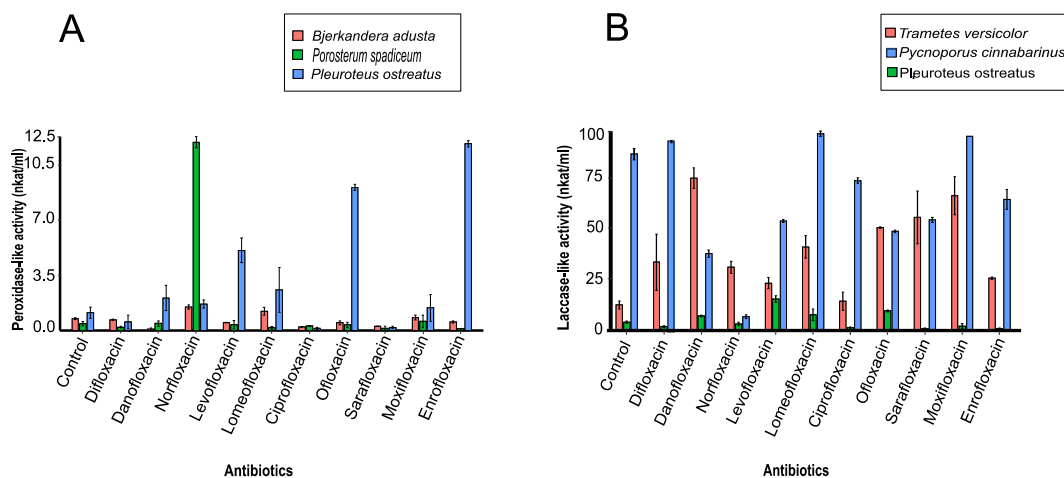 A
Bjerkandera adusta
Porosterum spadiceum
Pleuroteus ostreatus
Peroxidase-like activity (nkat/ml)
12.5
10.5
7.0
3.5
0.0
Control
Difloxacin
Danofloxacin
Norfloxacin
Levofloxacin
Lomeofloxacin
Ciprofloxacin
Ofloxacin
Sarafloxacin
Moxifloxacin
Enrofloxacin
Antibiotics
B
Trametes versicolor
Pycnoporus cinnabarinus
Pleuroteus ostreatus
Laccase-like activity (nkat/ml)
100
75
50
25
0
Control
Difloxacin
Danofloxacin
Norfloxacin
Levofloxacin
Lomeofloxacin
Ciprofloxacin
Ofloxacin
Sarafloxacin
Moxifloxacin
Enrofloxacin
Antibiotics